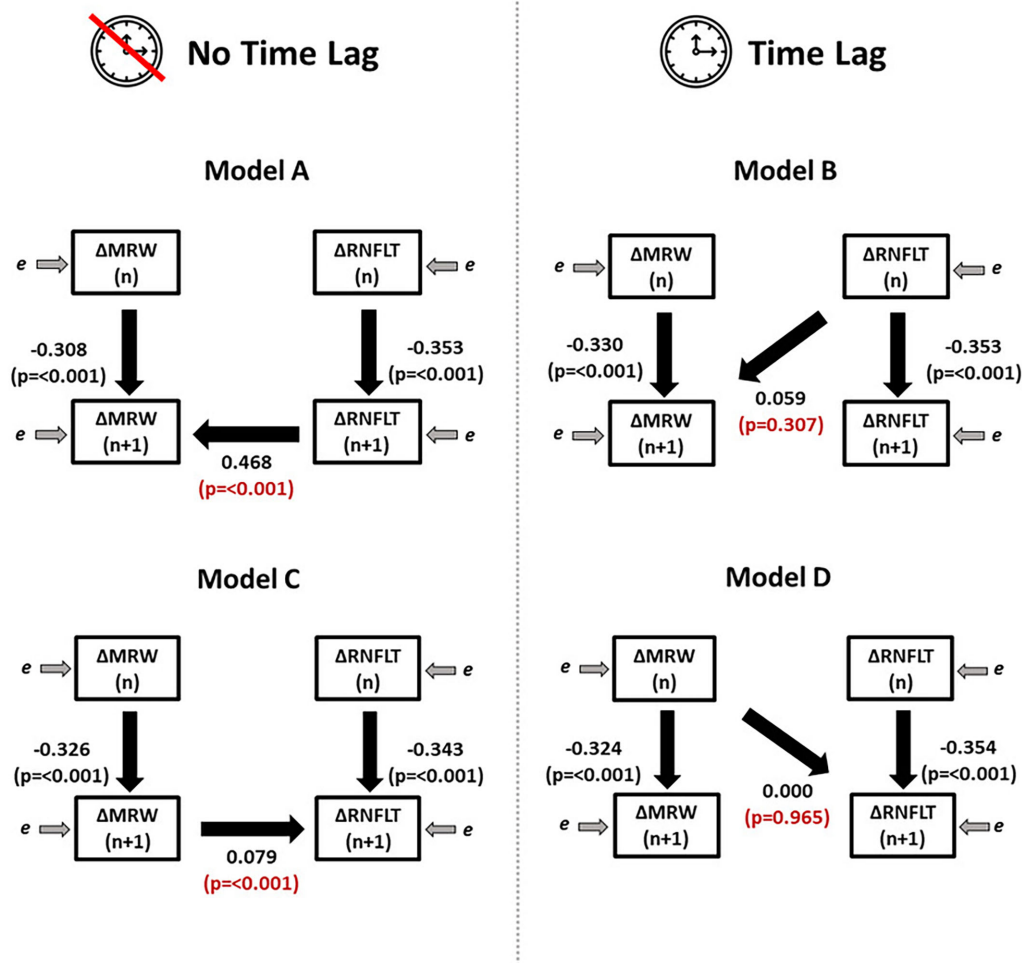 No Time Lag
Time Lag
Model A
ΔMRW
(n)
ΔRNFLT
(n)
e
e
-0.308
(p=<0.001)
-0.353
(p=<0.001)
ΔMRW
(n+1)
ΔRNFLT
(n+1)
e
e
0.468
(p=<0.001)
Model B
ΔMRW
(n)
ΔRNFLT
(n)
e
e
-0.330
(p=<0.001)
-0.353
(p=<0.001)
0.059
(p=0.307)
ΔMRW
(n+1)
ΔRNFLT
(n+1)
e
e
Model C
ΔMRW
(n)
ΔRNFLT
(n)
e
e
-0.326
(p=<0.001)
-0.343
(p=<0.001)
ΔMRW
(n+1)
ΔRNFLT
(n+1)
e
e
0.079
(p=<0.001)
Model D
ΔMRW
(n)
ΔRNFLT
(n)
e
e
-0.324
(p=<0.001)
-0.354
(p=<0.001)
0.000
(p=0.965)
ΔMRW
(n+1)
ΔRNFLT
(n+1)
e
e